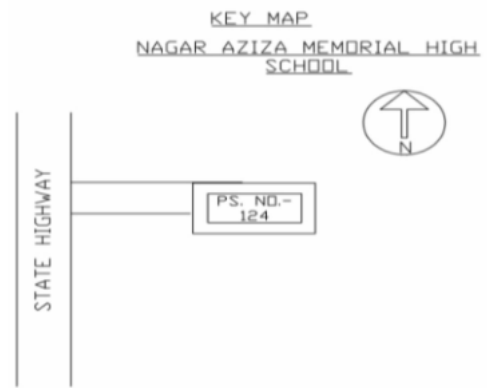 KEY MAP
NAGAR AZIZA MEMORIAL HIGH
SCHOOL
N
PS. NO.-
124
STATE HIGHWAY